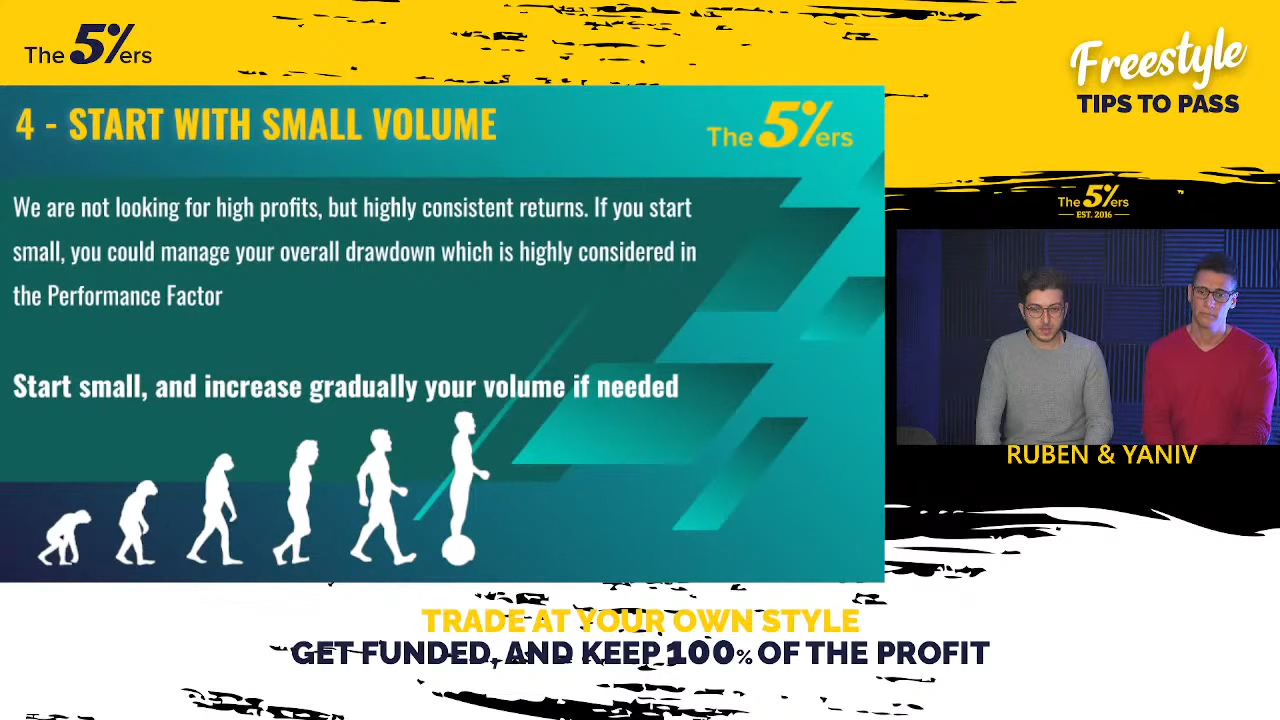 The 5%ers
Freestyle
TIPS TO PASS
4 - START WITH SMALL VOLUME
The 5%ers
We are not looking for high profits, but highly consistent returns. If you start
small, you could manage your overall drawdown which is highly considered in
the Performance Factor
Start small, and increase gradually your volume if needed
The 5%ers
EST. 2016
RUBEN & YANIV
TRADE AT YOUR OWN STYLE
GET FUNDED, AND KEEP 100% OF THE PROFIT